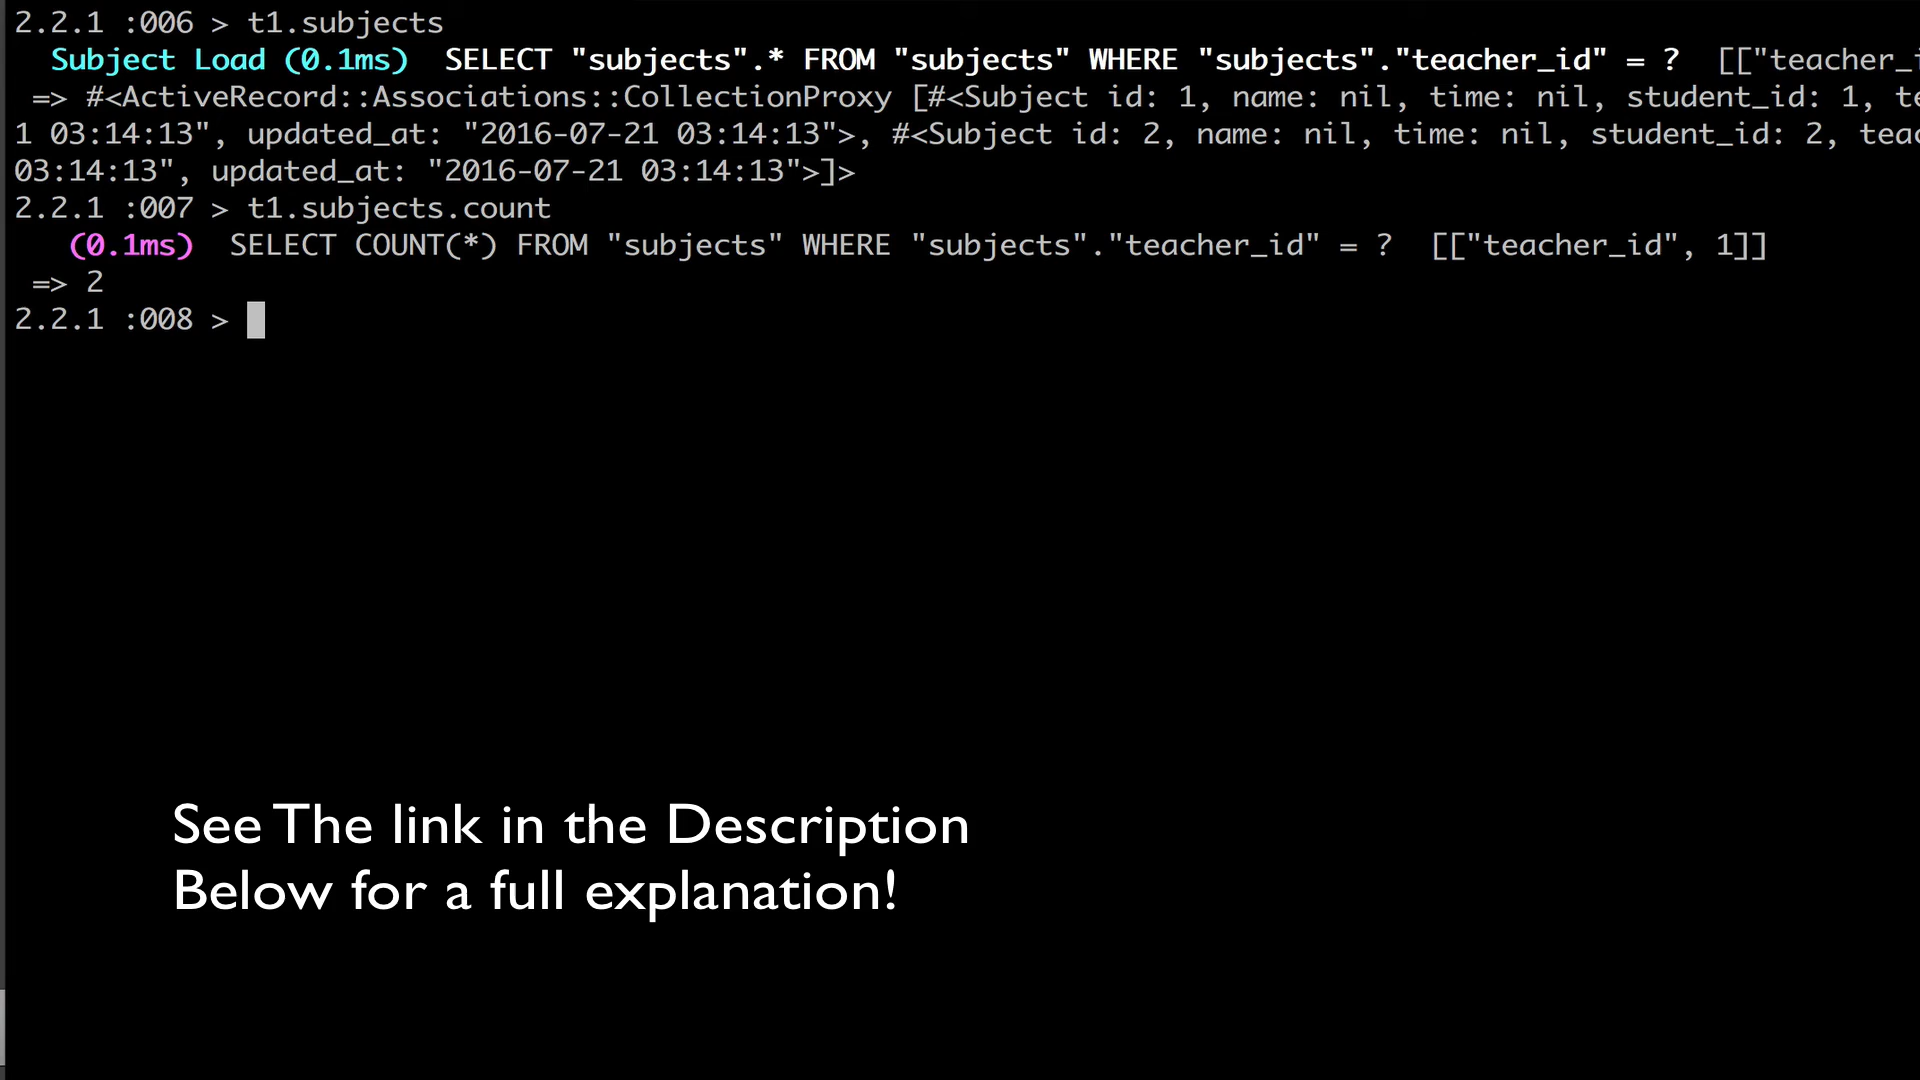 2.2.1 :006 > t1.subjects
Subject Load (0.1ms)  SELECT "subjects".* FROM "subjects" WHERE "subjects"."teacher_id" = ?  [["teacher_i
=> #<ActiveRecord::Associations::CollectionProxy [#<Subject id: 1, name: nil, time: nil, student_id: 1, te
1 03:14:13", updated_at: "2016-07-21 03:14:13">, #<Subject id: 2, name: nil, time: nil, student_id: 2, teac
03:14:13", updated_at: "2016-07-21 03:14:13">]>
2.2.1 :007 > t1.subjects.count
(0.1ms)  SELECT COUNT(*) FROM "subjects" WHERE "subjects"."teacher_id" = ?  [["teacher_id", 1]]
=> 2
2.2.1 :008 >
See The link in the Description
Below for a full explanation!